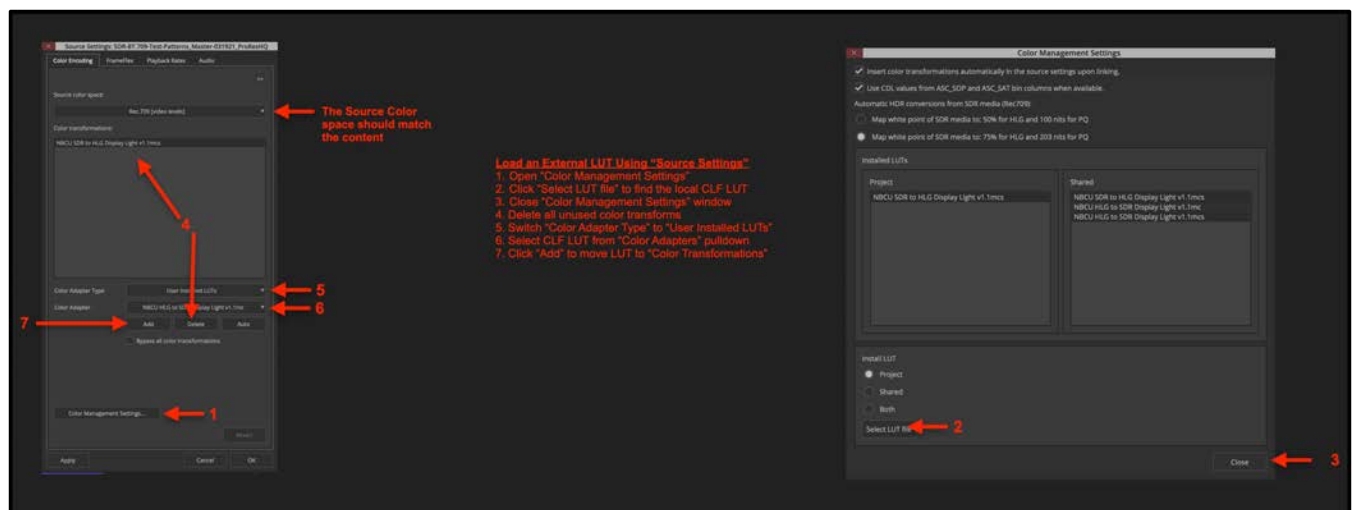 Source Settings: SDR-BT.709-Test-Patterns_Master-031921_ProResHQ
Color Encoding FrameFlex Playback Rates Audio
Source color space:
Rec.709 (video levels)
Color transformations:
NBCU SDR to HLG Display Light v1.1mcs
4
Color Adapter Type User Installed LUTs
Color Adapter NBCU HLG to SDR Display Light v1.1mc
7
Add Delete Auto
Bypass all color transformations
Color Management Settings...
1
Revert
Apply Cancel OK
The Source Color
space should match
the content
5
6
Load an External LUT Using “Source Settings”
1. Open “Color Management Settings”
2. Click “Select LUT file” to find the local CLF LUT
3. Close “Color Management Settings” window
4. Delete all unused color transforms
5. Switch “Color Adapter Type” to “User Installed LUTs”
6. Select CLF LUT from “Color Adapters” pulldown
7. Click “Add” to move LUT to “Color Transformations”
Color Management Settings
Insert color transformations automatically in the source settings upon linking.
Use CDL values from ASC_SOP and ASC_SAT bin columns when available.
Automatic HDR conversions from SDR media (Rec709)
Map white point of SDR media to: 50% for HLG and 100 nits for PQ
Map white point of SDR media to: 75% for HLG and 203 nits for PQ
Installed LUTs
Project
NBCU SDR to HLG Display Light v1.1mcs
Shared
NBCU SDR to HLG Display Light v1.1mcs
NBCU HLG to SDR Display Light v1.1mc
NBCU HLG to SDR Display Light v1.1mcs
Install LUT
Project
Shared
Both
Select LUT file
2
Close
3